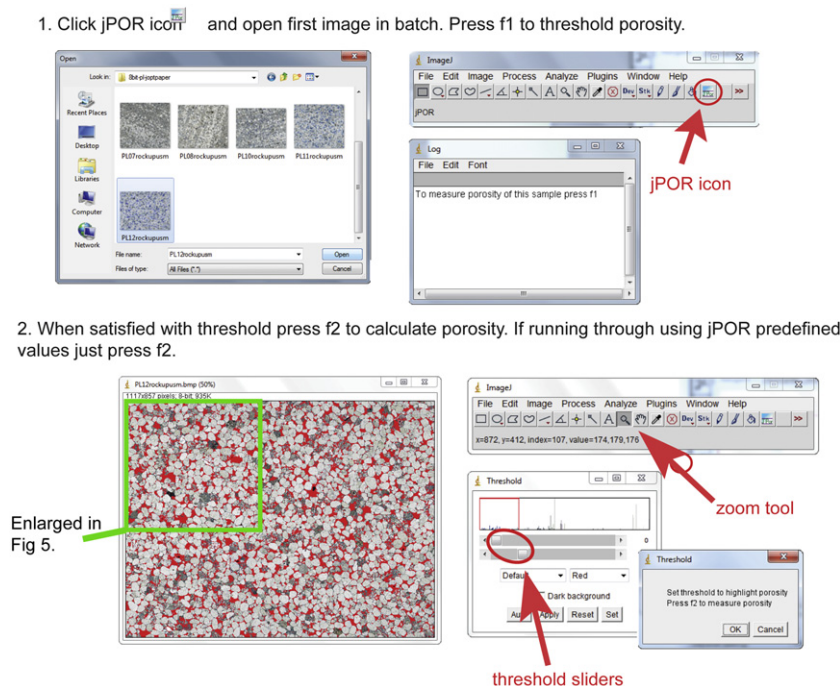 1. Click jPOR icon and open first image in batch. Press f1 to threshold porosity.
Open
Look in:
8bit-pl-jsptpaper
Recent Places
Desktop
Libraries
Computer
Network
PL07rockupusm
PL08rockupusm
PL10rockupusm
PL11rockupusm
PL12rockupusm
File name:
PL12rockupusm
Open
Files of type:
All Files (*.*)
Cancel
ImageJ
File Edit Image Process Analyze Plugins Window Help
A Dev Stk >>
jPOR
Log
File Edit Font
To measure porosity of this sample press f1
jPOR icon
2. When satisfied with threshold press f2 to calculate porosity. If running through using jPOR predefined
values just press f2.
PL12rockupusm.bmp (50%)
1117x857 pixels; 8-bit; 935K
Enlarged in
Fig 5.
ImageJ
File Edit Image Process Analyze Plugins Window Help
A Dev Stk >>
x=872, y=412, index=107, value=174,179,176
zoom tool
Threshold
0
Default
Red
Dark background
Auto Apply Reset Set
Threshold
Set threshold to highlight porosity
Press f2 to measure porosity
OK Cancel
threshold sliders